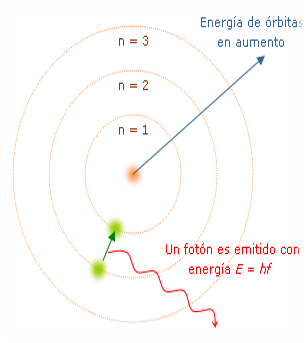 Energía de órbitas
en aumento
n = 3
n = 2
n = 1
Un fotón es emitido con
energía E = hf